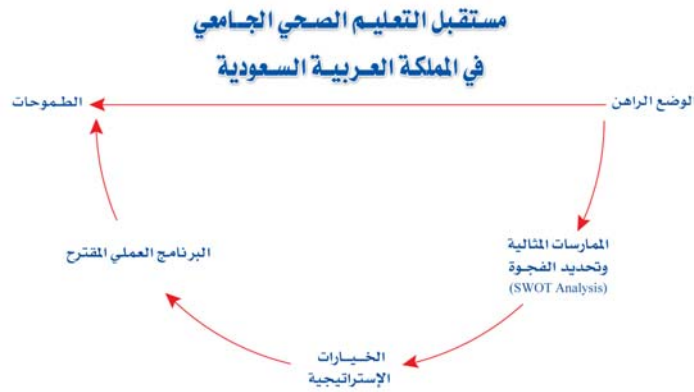 مستقبل التعليم الصحي الجامعي
في المملكة العربية السعودية
الوضع الراهن
الطموحات
الممارسات المثالية
وتحديد الفجوة
(SWOT Analysis)
البرنامج العملي المقترح
الخيارات
الإستراتيجية